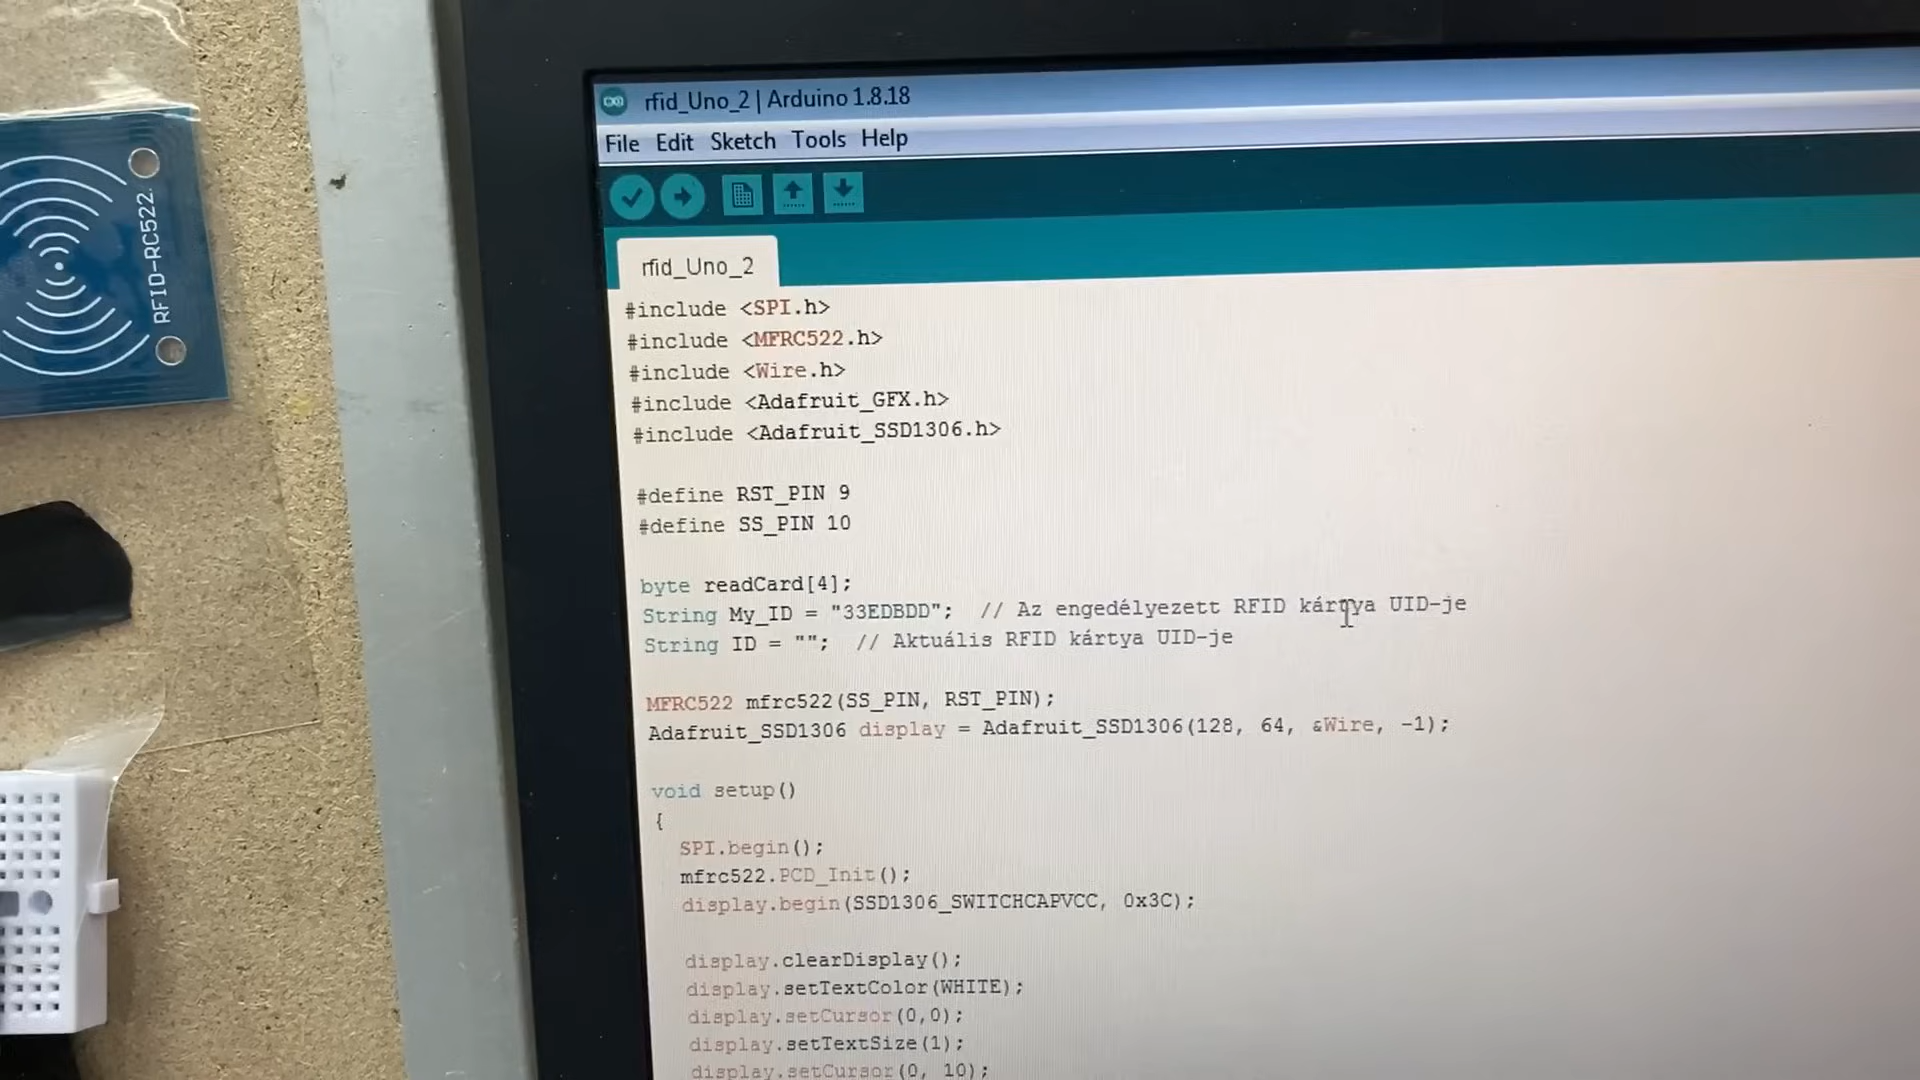 RFID-RC522
rfid_Uno_2 | Arduino 1.8.18
File Edit Sketch Tools Help
rfid_Uno_2
#include <SPI.h>
#include <MFRC522.h>
#include <Wire.h>
#include <Adafruit_GFX.h>
#include <Adafruit_SSD1306.h>
#define RST_PIN 9
#define SS_PIN 10
byte readCard[4];
String My_ID = "33EDBDD";  // Az engedélyezett RFID kártya UID-je
String ID = "";  // Aktuális RFID kártya UID-je
MFRC522 mfrc522(SS_PIN, RST_PIN);
Adafruit_SSD1306 display = Adafruit_SSD1306(128, 64, &Wire, -1);
void setup()
{
SPI.begin();
mfrc522.PCD_Init();
display.begin(SSD1306_SWITCHCAPVCC, 0x3C);
display.clearDisplay();
display.setTextColor(WHITE);
display.setCursor(0,0);
display.setTextSize(1);
display.setCursor(0, 10);